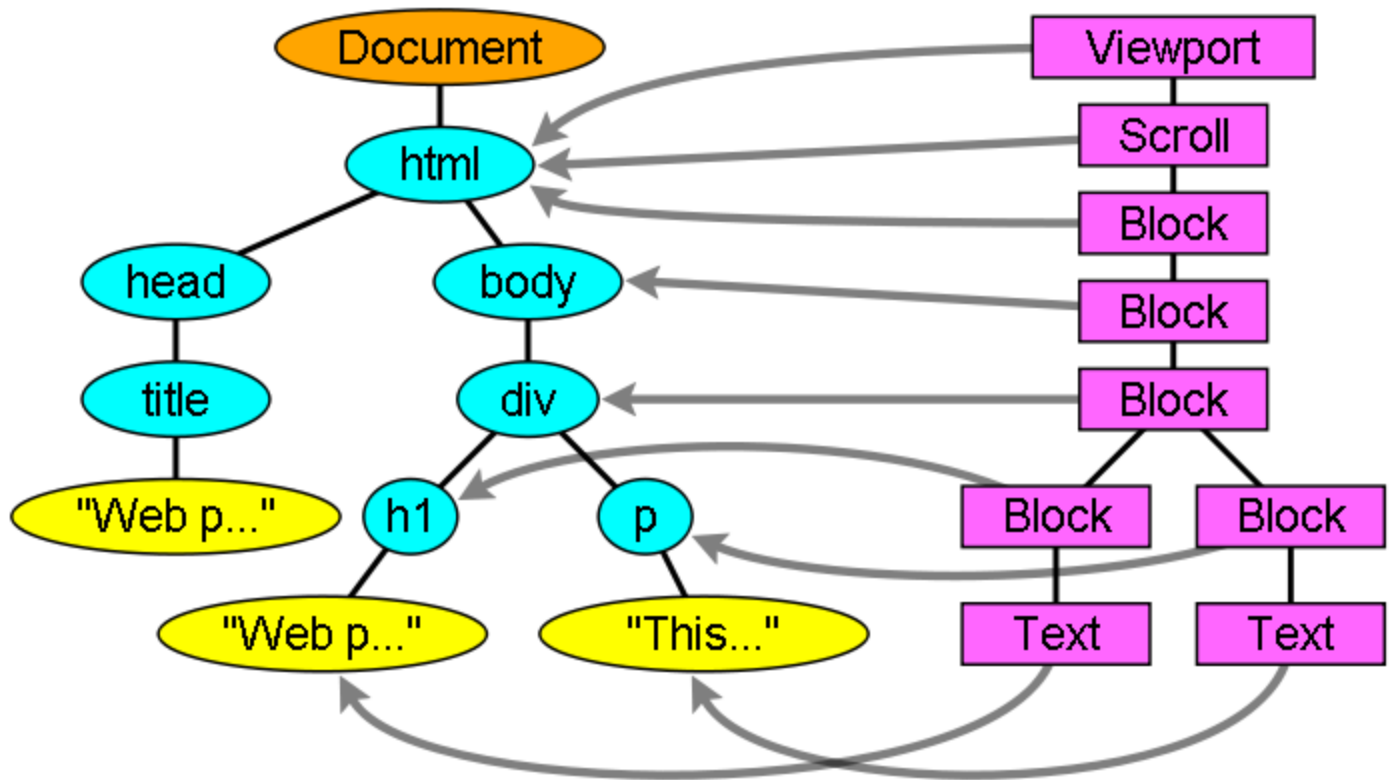 Document
Viewport
html
Scroll
Block
head
body
Block
title
div
Block
"Web p..."
h1
p
Block
Block
"Web p..."
"This..."
Text
Text